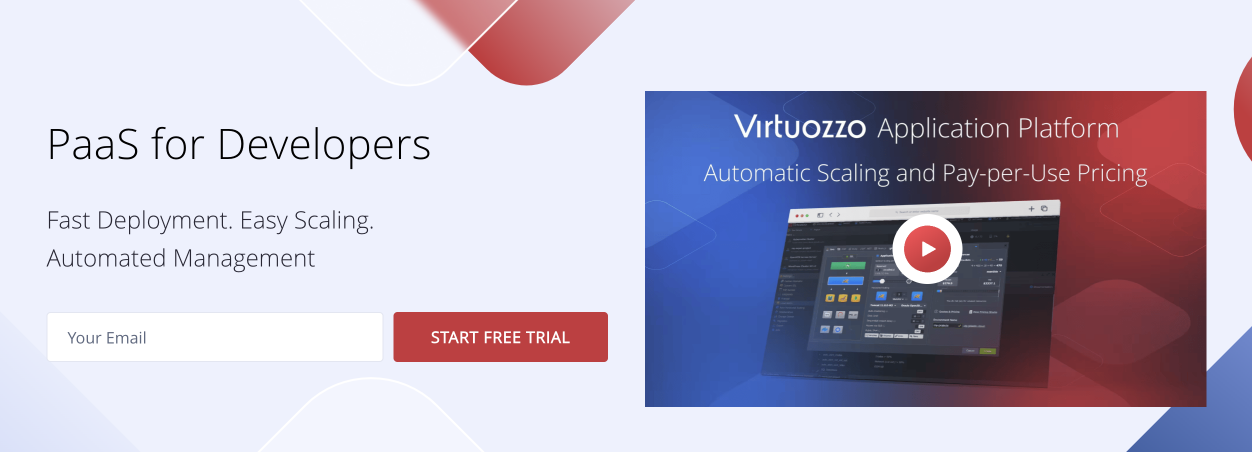 PaaS for Developers
Fast Deployment. Easy Scaling.
Automated Management
Your Email
START FREE TRIAL
Virtuozzo Application Platform
Automatic Scaling and Pay-per-Use Pricing